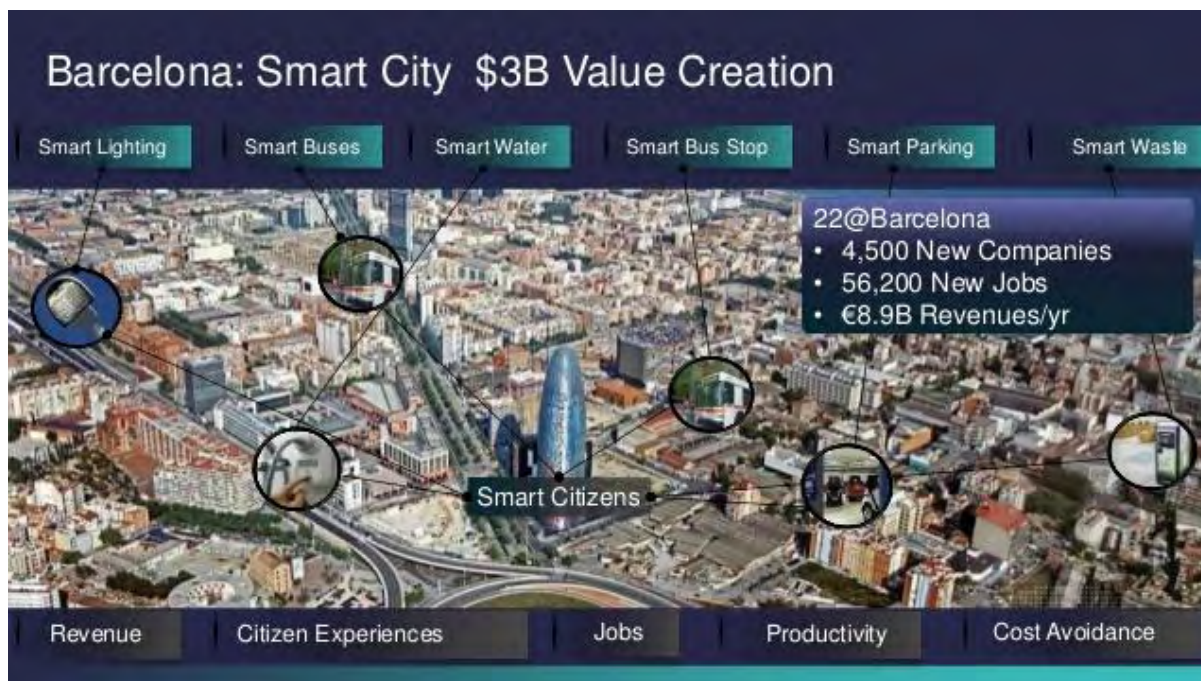 Barcelona: Smart City $3B Value Creation
Smart Lighting
Smart Buses
Smart Water
Smart Bus Stop
Smart Parking
Smart Waste
22@Barcelona
• 4,500 New Companies
• 56,200 New Jobs
• €8.9B Revenues/yr
Smart Citizens
Revenue
Citizen Experiences
Jobs
Productivity
Cost Avoidance